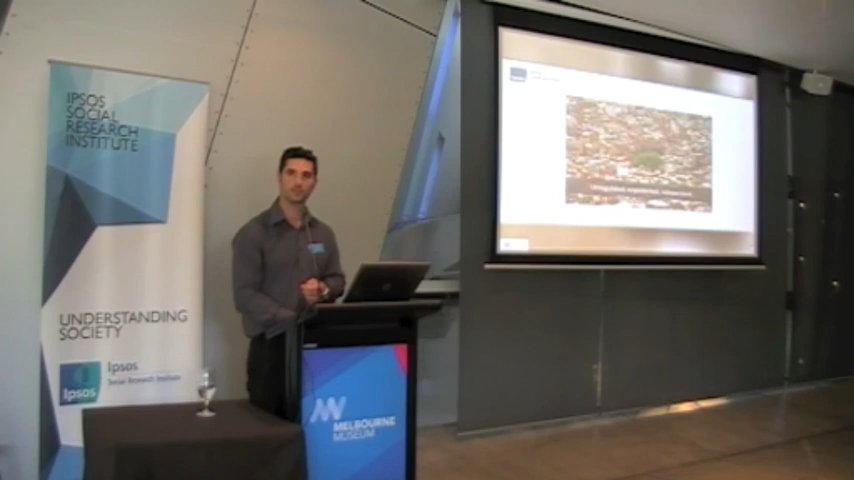 IPSOS
SOCIAL
RESEARCH
INSTITUTE
UNDERSTANDING
SOCIETY
Ipsos
Ipsos
Social Research Institute
MELBOURNE
MUSEUM